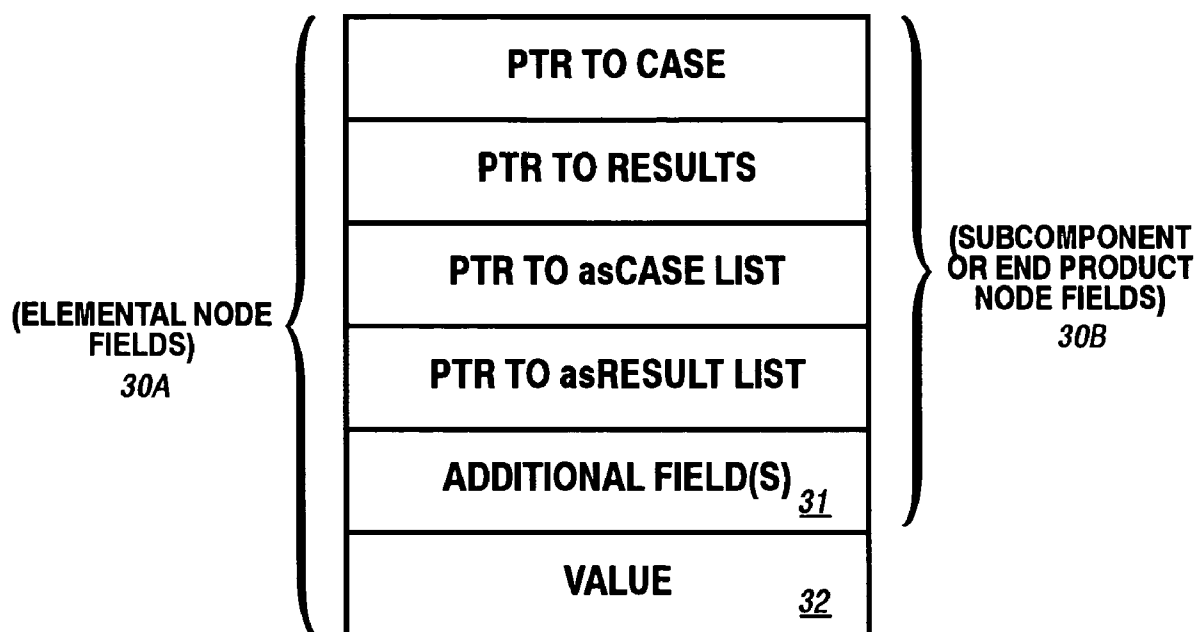 PTR TO CASE
PTR TO RESULTS
PTR TO asCASE LIST
PTR TO asRESULT LIST
ADDITIONAL FIELD(S) 31
VALUE 32
(ELEMENTAL NODE
FIELDS)
30A
(SUBCOMPONENT
OR END PRODUCT
NODE FIELDS)
30B